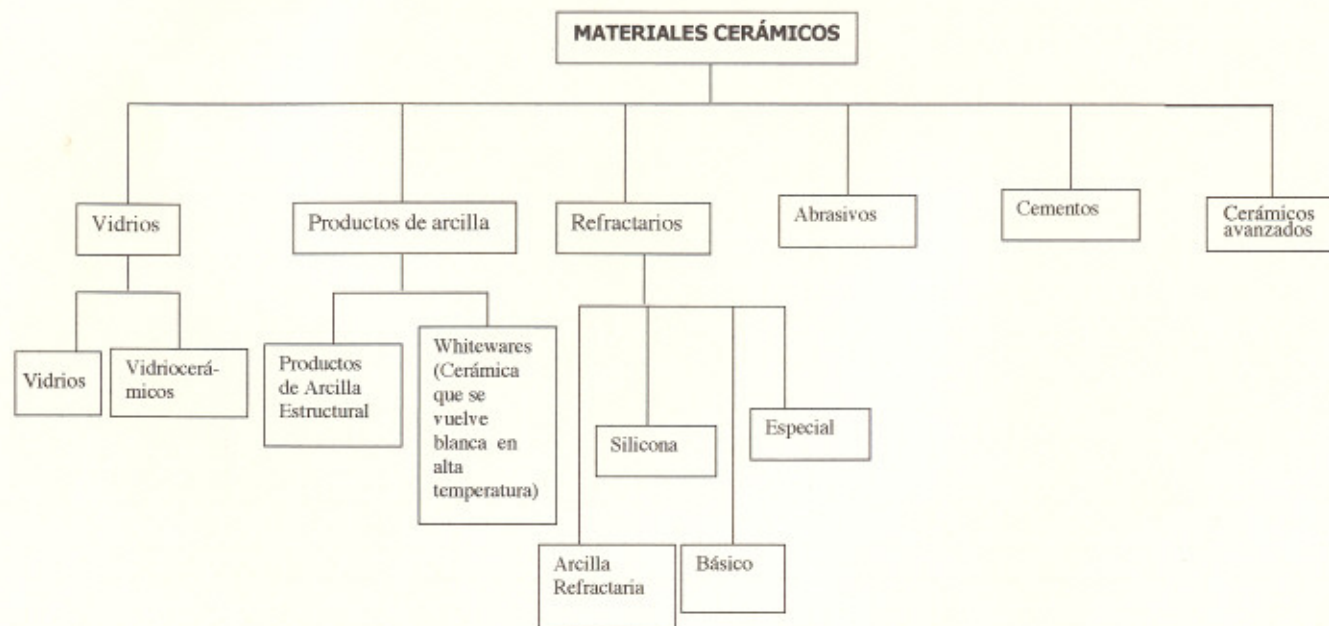 MATERIALES CERÁMICOS
Vidrios
Productos de arcilla
Refractarios
Abrasivos
Cementos
Cerámicos
avanzados
Vidrios
Vidriocerá-
micos
Productos
de Arcilla
Estructural
Whitewares
(Cerámica
que se
vuelve
blanca en
alta
temperatura)
Silicona
Especial
Arcilla
Refractaria
Básico